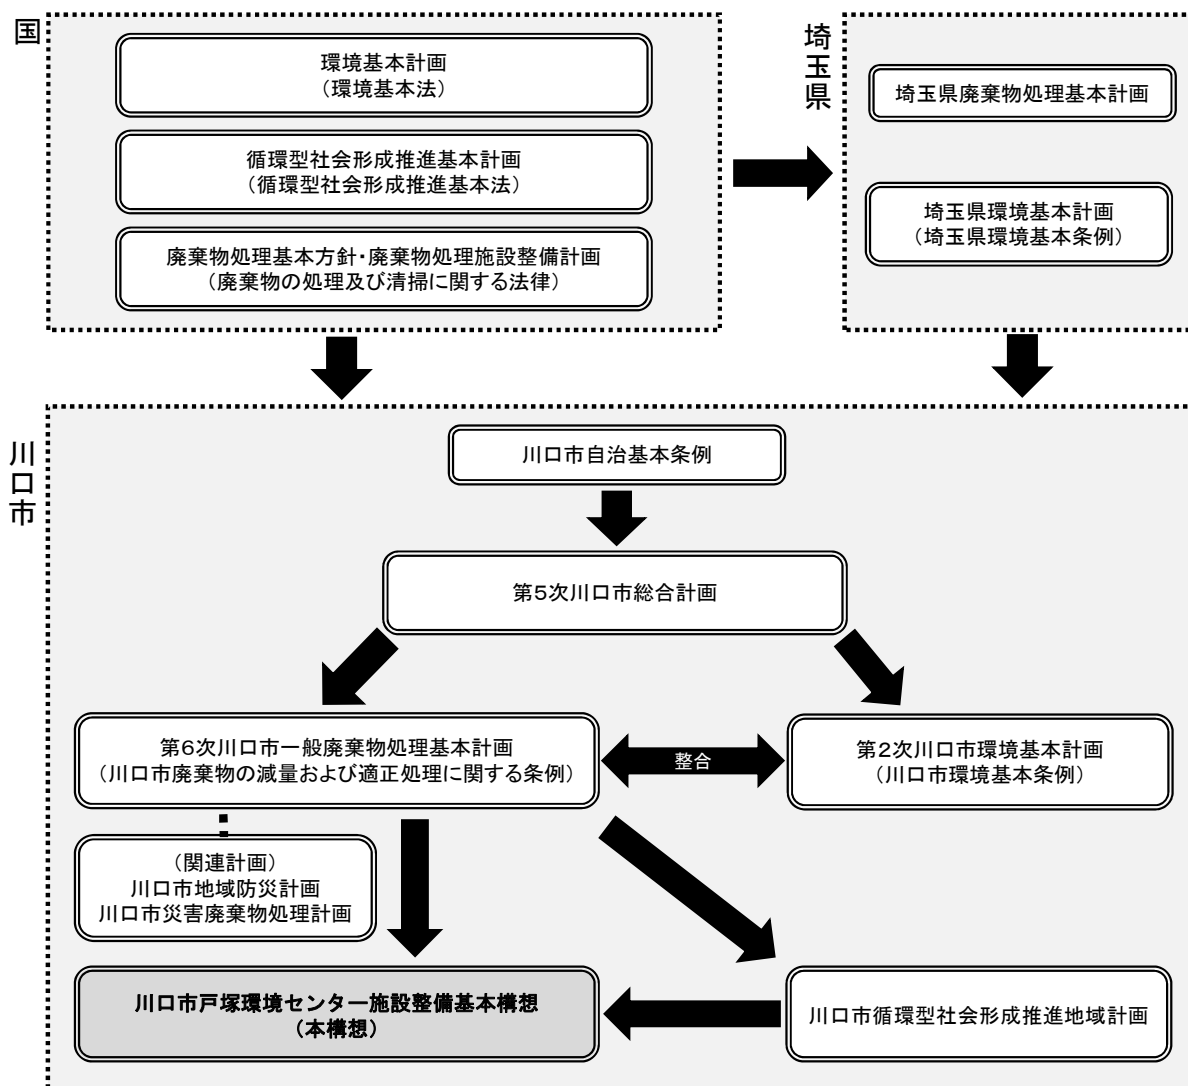 国
環境基本計画
(環境基本法)
循環型社会形成推進基本計画
(循環型社会形成推進基本法)
廃棄物処理基本方針・廃棄物処理施設整備計画
(廃棄物の処理及び清掃に関する法律)
埼玉県
埼玉県廃棄物処理基本計画
埼玉県環境基本計画
(埼玉県環境基本条例)
川口市
川口市自治基本条例
第5次川口市総合計画
第6次川口市一般廃棄物処理基本計画
(川口市廃棄物の減量および適正処理に関する条例)
整合
第2次川口市環境基本計画
(川口市環境基本条例)
(関連計画)
川口市地域防災計画
川口市災害廃棄物処理計画
川口市戸塚環境センター施設整備基本構想
(本構想)
川口市循環型社会形成推進地域計画